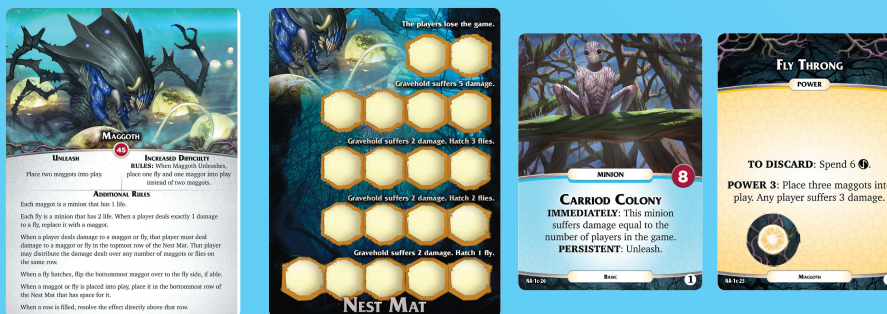 MAGGOTH
45
UNLEASH
Place two maggots into play.
INCREASED DIFFICULTY
RULES: When Maggoth Unleashes,
place one fly and one maggot into play
instead of two maggots.
ADDITIONAL RULES
Each maggot is a minion that has 1 life.
Each fly is a minion that has 2 life. When a player deals exactly 1 damage
to a fly, replace it with a maggot.
When a player deals damage to a maggot or fly, that player must deal
damage to a maggot or fly in the topmost row of the Nest Mat. That player
may distribute the damage dealt over any number of maggots or flies on
the same row.
When a fly hatches, flip the bottommost maggot over to the fly side, if able.
When a maggot or fly is placed into play, place it in the bottommost row of
the Nest Mat that has space for it.
When a row is filled, resolve the effect directly above that row.
The players lose the game.
Gravehold suffers 5 damage.
Gravehold suffers 2 damage. Hatch 3 flies.
Gravehold suffers 2 damage. Hatch 2 flies.
Gravehold suffers 2 damage. Hatch 1 fly.
NEST MAT
MINION
8
CARRIOD COLONY
IMMEDIATELY: This minion
suffers damage equal to the
number of players in the game.
PERSISTENT: Unleash.
NA-1c-26
BASIC
1
FLY THRONG
POWER
TO DISCARD: Spend 6
POWER 3: Place three maggots into
play. Any player suffers 3 damage.
NA-1c-25
MAGGOTH